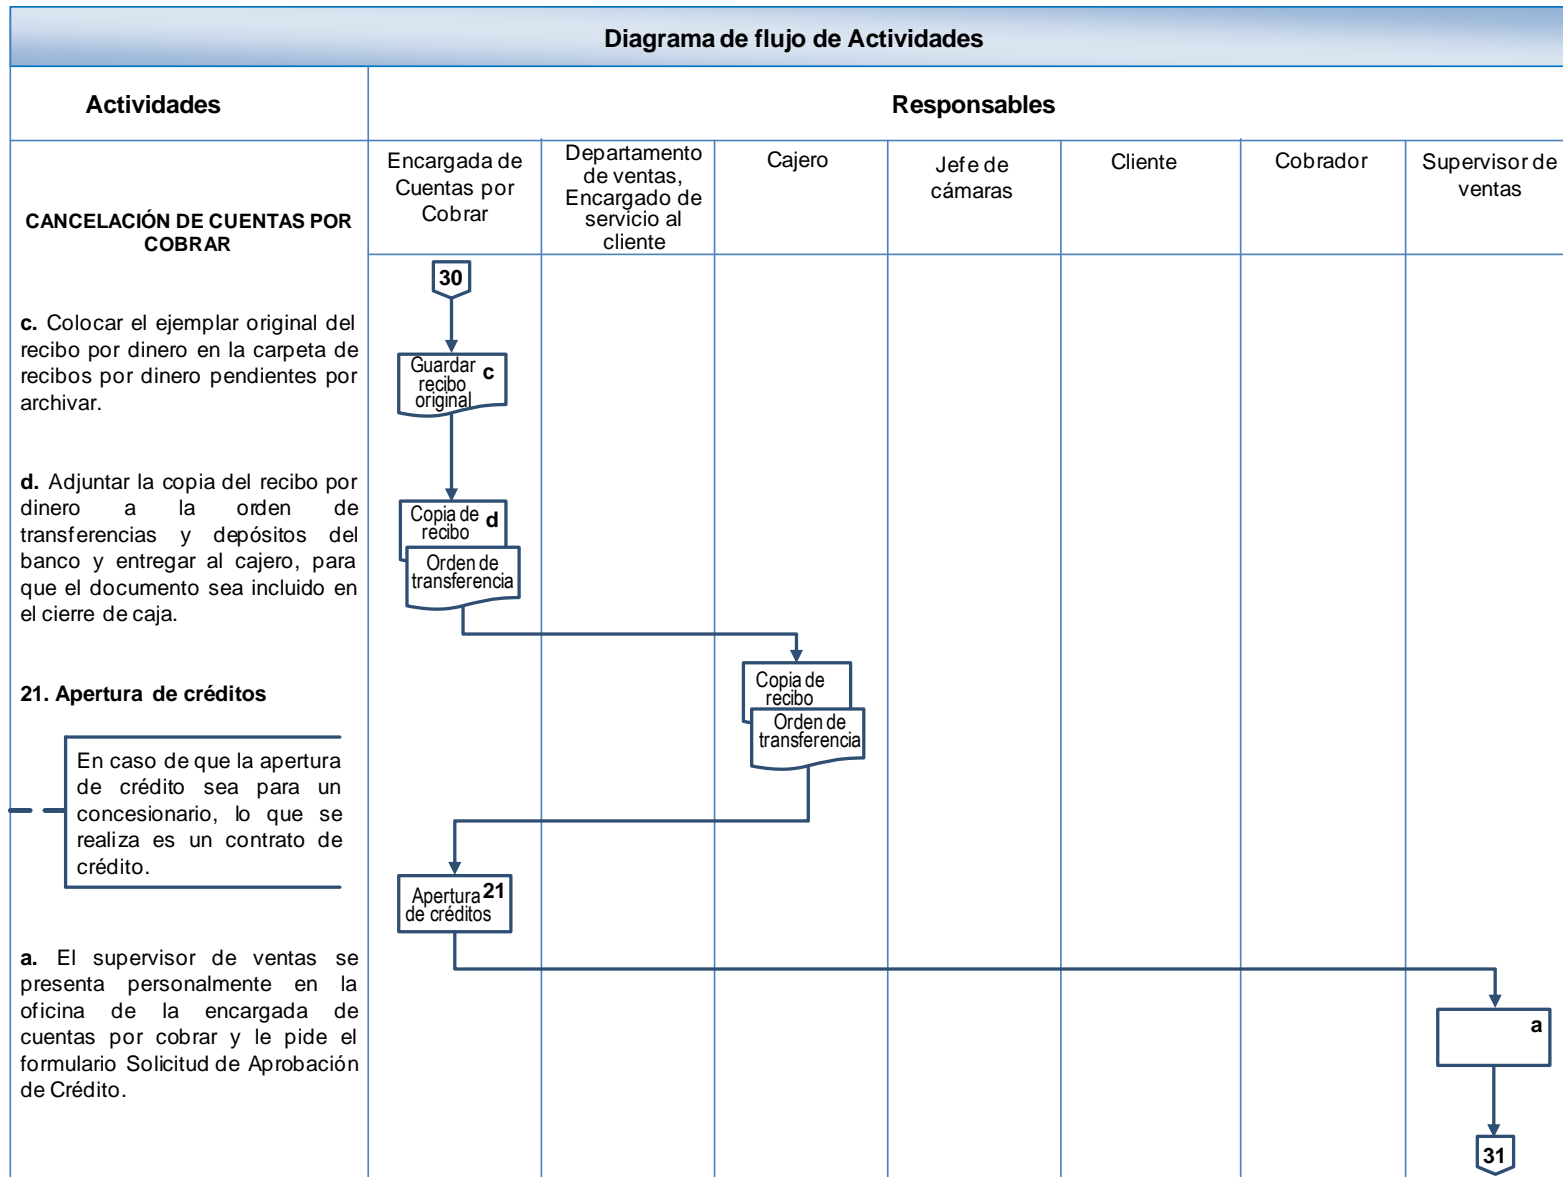 Diagrama de flujo de Actividades
Actividades
Responsables
CANCELACIÓN DE CUENTAS POR
COBRAR
Encargada de
Cuentas por
Cobrar
Departamento
de ventas,
Encargado de
servicio al
cliente
Cajero
Jefe de
cámaras
Cliente
Cobrador
Supervisor de
ventas
c. Colocar el ejemplar original del
recibo por dinero en la carpeta de
recibos por dinero pendientes por
archivar.
d. Adjuntar la copia del recibo por
dinero a la orden de
transferencias y depósitos del
banco y entregar al cajero, para
que el documento sea incluido en
el cierre de caja.
21. Apertura de créditos
En caso de que la apertura
de crédito sea para un
concesionario, lo que se
realiza es un contrato de
crédito.
a. El supervisor de ventas se
presenta personalmente en la
oficina de la encargada de
cuentas por cobrar y le pide el
formulario Solicitud de Aprobación
de Crédito.
30
Guardar c
recibo
original
Copia de d
recibo
Orden de
transferencia
Copia de
recibo
Orden de
transferencia
Apertura 21
de créditos
a
31